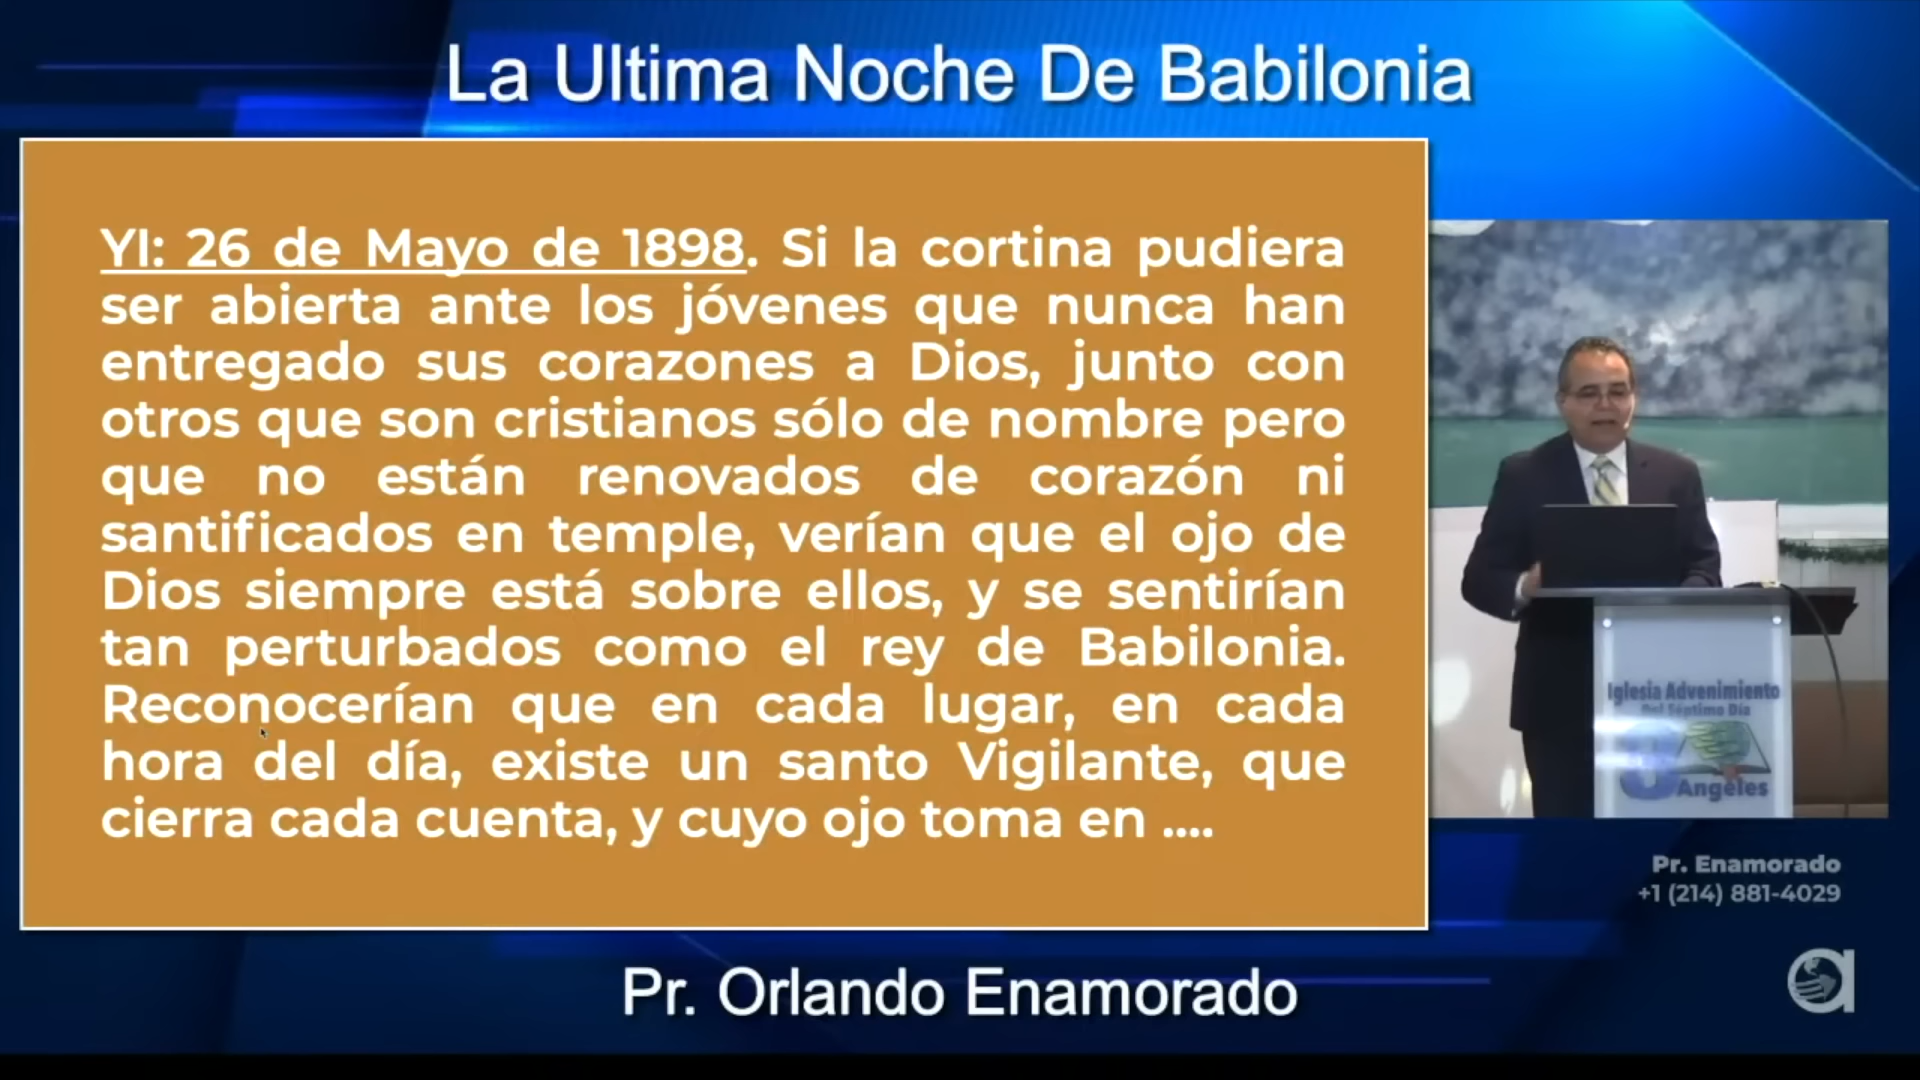 La Ultima Noche De Babilonia
YI: 26 de Mayo de 1898. Si la cortina pudiera
ser abierta ante los jóvenes que nunca han
entregado sus corazones a Dios, junto con
otros que son cristianos sólo de nombre pero
que no están renovados de corazón ni
santificados en temple, verían que el ojo de
Dios siempre está sobre ellos, y se sentirían
tan perturbados como el rey de Babilonia.
Reconocerían que en cada lugar, en cada
hora del día, existe un santo Vigilante, que
cierra cada cuenta, y cuyo ojo toma en ....
Iglesia Advenimiento
Del Séptimo Día
3
Angeles
Pr. Enamorado
+1 (214) 881-4029
Pr. Orlando Enamorado